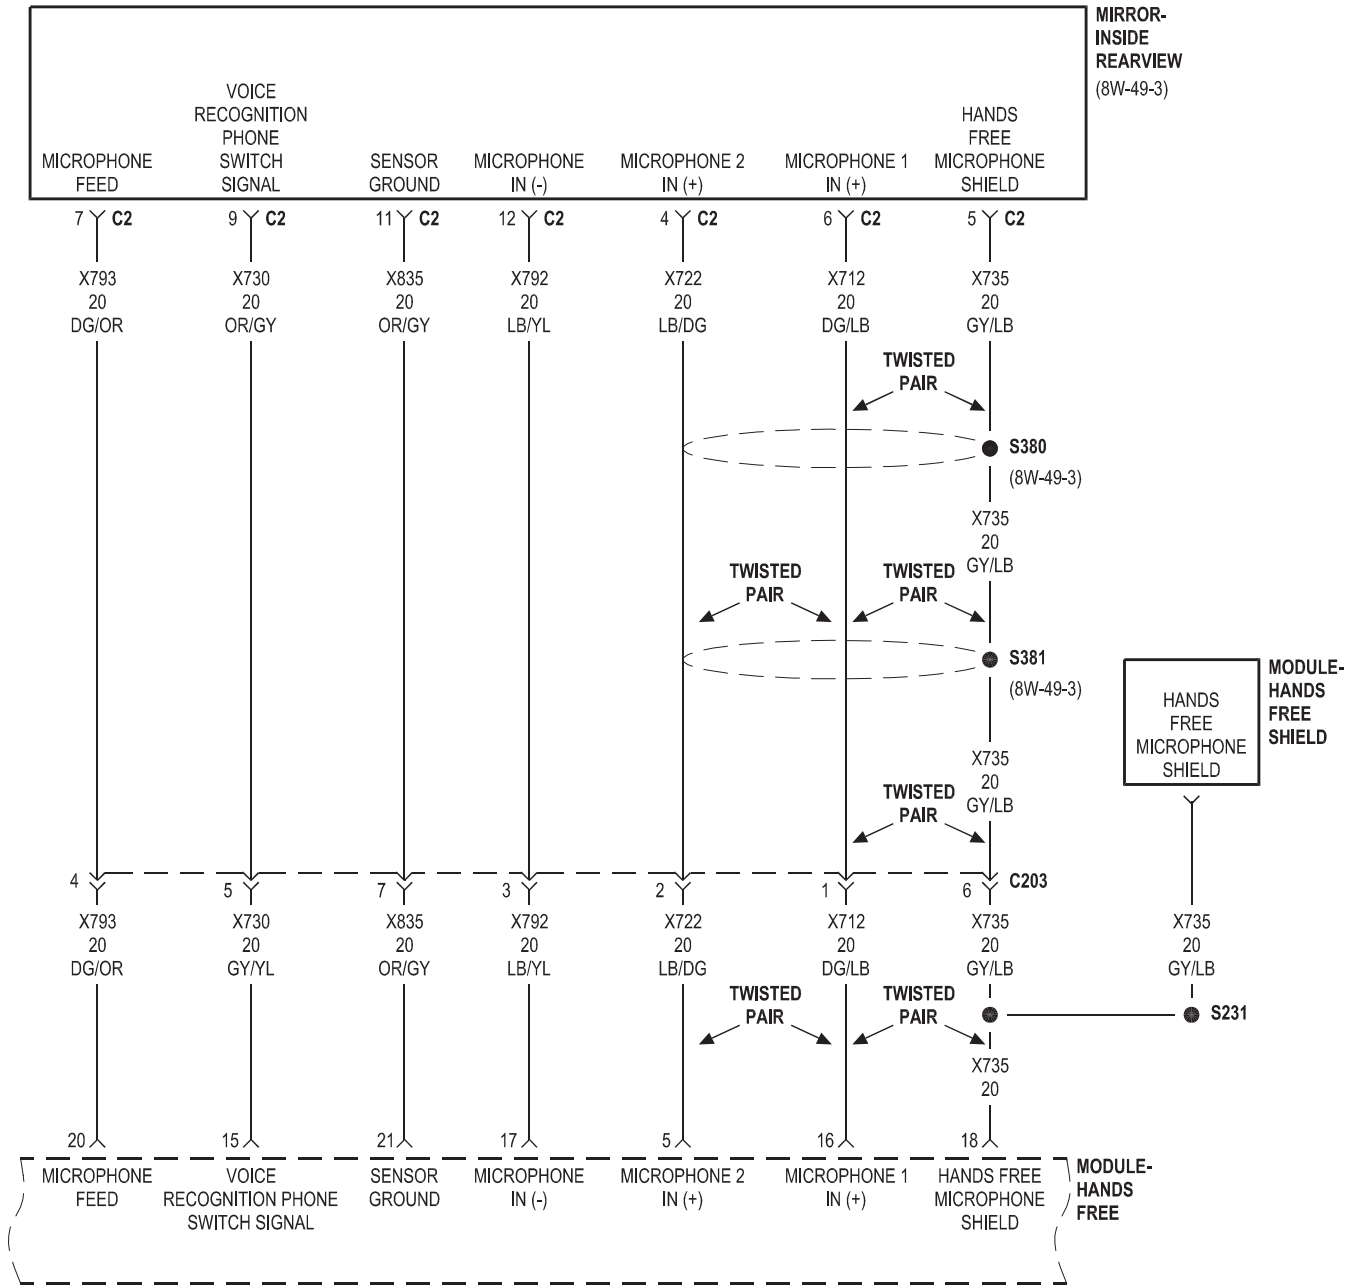 MIRROR-
INSIDE
REARVIEW
(8W-49-3)
MICROPHONE
FEED
VOICE
RECOGNITION
PHONE
SWITCH
SIGNAL
SENSOR
GROUND
MICROPHONE
IN (-)
MICROPHONE 2
IN (+)
MICROPHONE 1
IN (+)
HANDS
FREE
MICROPHONE
SHIELD
7 C2
9 C2
11 C2
12 C2
4 C2
6 C2
5 C2
X793
20
DG/OR
X730
20
OR/GY
X835
20
OR/GY
X792
20
LB/YL
X722
20
LB/DG
X712
20
DG/LB
X735
20
GY/LB
TWISTED
PAIR
S380
(8W-49-3)
X735
20
GY/LB
TWISTED
PAIR
TWISTED
PAIR
S381
(8W-49-3)
HANDS
FREE
MICROPHONE
SHIELD
MODULE-
HANDS
FREE
SHIELD
X735
20
GY/LB
TWISTED
PAIR
4
5
7
3
2
1
6
C203
X793
20
DG/OR
X730
20
GY/YL
X835
20
OR/GY
X792
20
LB/YL
X722
20
LB/DG
X712
20
DG/LB
X735
20
GY/LB
X735
20
GY/LB
TWISTED
PAIR
TWISTED
PAIR
S231
X735
20
20
15
21
17
5
16
18
MICROPHONE
FEED
VOICE
RECOGNITION PHONE
SWITCH SIGNAL
SENSOR
GROUND
MICROPHONE
IN (-)
MICROPHONE 2
IN (+)
MICROPHONE 1
IN (+)
HANDS FREE
MICROPHONE
SHIELD
MODULE-
HANDS
FREE